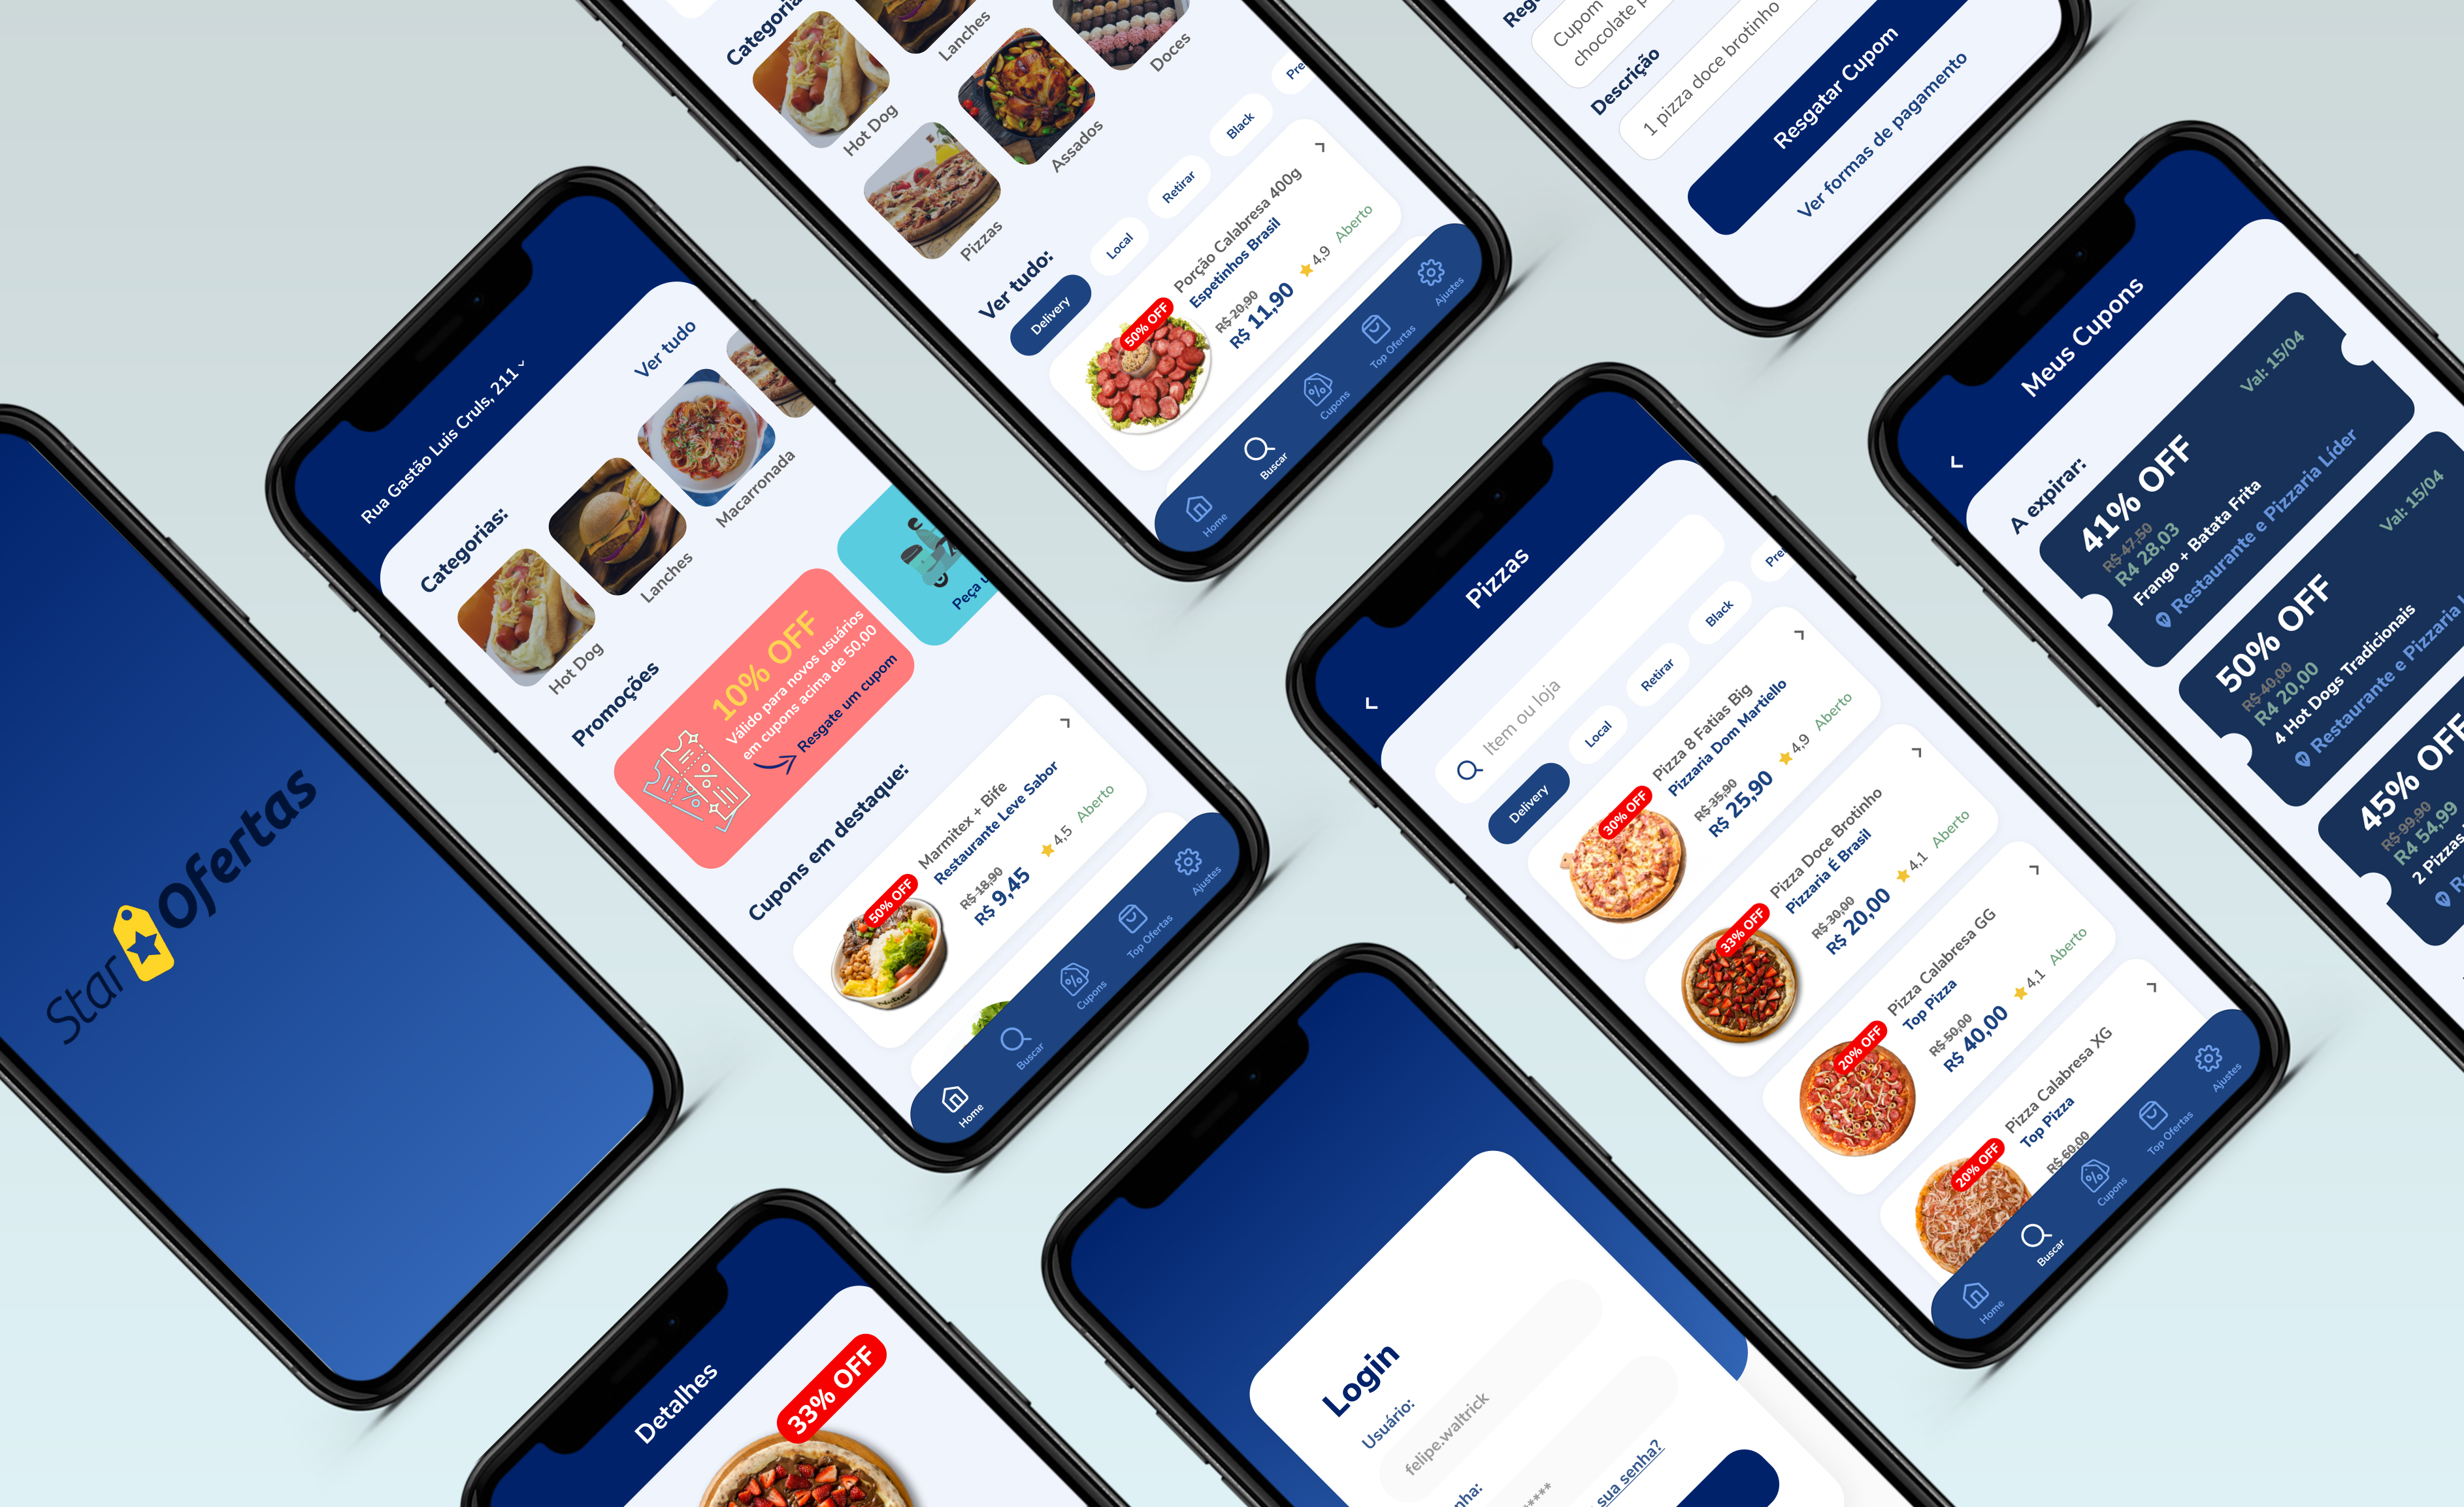 Star Ofertas
Rua Gastão Luis Cruls, 211
Categorias:
Ver tudo
Hot Dog
Lanches
Macarronada
Promoções
10% OFF
Válido para novos usuários
em cupons acima de 50,00
Resgate um cupom
Peça
Cupons em destaque:
50% OFF
Marmitex + Bife
Restaurante Leve Sabor
R$ 18,90
R$ 9,45
4,5
Aberto
Home
Buscar
Cupons
Top Ofertas
Ajustes
Hot Dog
Lanches
Pizzas
Assados
Doces
Ver tudo:
Delivery
Local
Retirar
Black
50% OFF
Porção Calabresa 400g
Espetinhos Brasil
R$ 20,90
R$ 11,90
4,9
Aberto
Home
Buscar
Cupons
Top Ofertas
Ajustes
Cupom
chocolate
Descrição
1 pizza doce brotinho
Resgatar Cupom
Ver formas de pagamento
Pizzas
Item ou loja
Delivery
Local
Retirar
Black
30% OFF
Pizza 8 Fatias Big
Pizzaria Dom Martiello
R$ 35,90
R$ 25,90
4,9
Aberto
33% OFF
Pizza Doce Brotinho
Pizzaria É Brasil
R$ 30,00
R$ 20,00
4,1
Aberto
20% OFF
Pizza Calabresa GG
Top Pizza
R$ 50,00
R$ 40,00
4,1
Aberto
20% OFF
Pizza Calabresa XG
Top Pizza
R$ 60,00
Home
Buscar
Cupons
Top Ofertas
Ajustes
Meus Cupons
A expirar:
41% OFF
Val: 15/04
R$ 47,50
R4 28,03
Frango + Batata Frita
Restaurante e Pizzaria Líder
50% OFF
Val: 15/04
R$ 40,00
R4 20,00
4 Hot Dogs Tradicionais
Restaurante e Pizzaria
45% OFF
R$ 99,90
R4 54,99
2 Pizzas
Detalhes
33% OFF
Login
Usuário:
felipe.waltrick
sua senha?